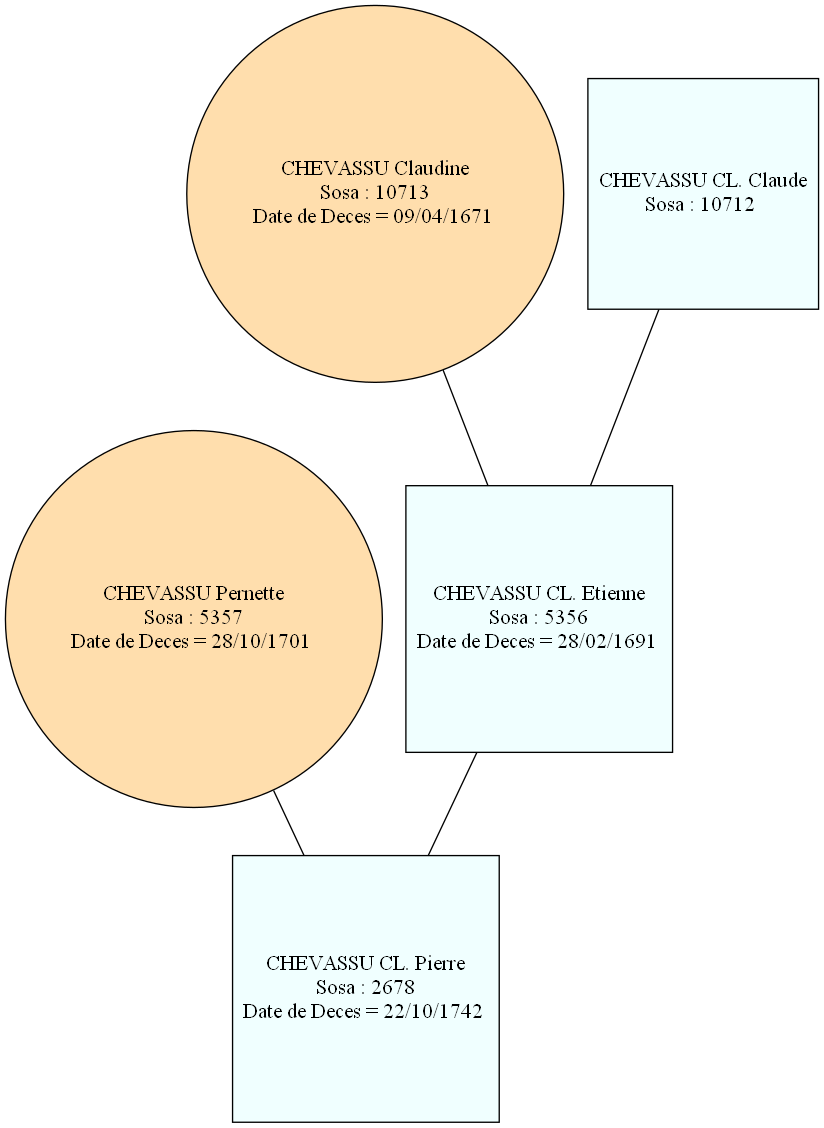 CHEVASSU Claudine
Sosa : 10713
Date de Deces = 09/04/1671
CHEVASSU CL. Claude
Sosa : 10712
CHEVASSU Pernette
Sosa : 5357
Date de Deces = 28/10/1701
CHEVASSU CL. Etienne
Sosa : 5356
Date de Deces = 28/02/1691
CHEVASSU CL. Pierre
Sosa : 2678
Date de Deces = 22/10/1742